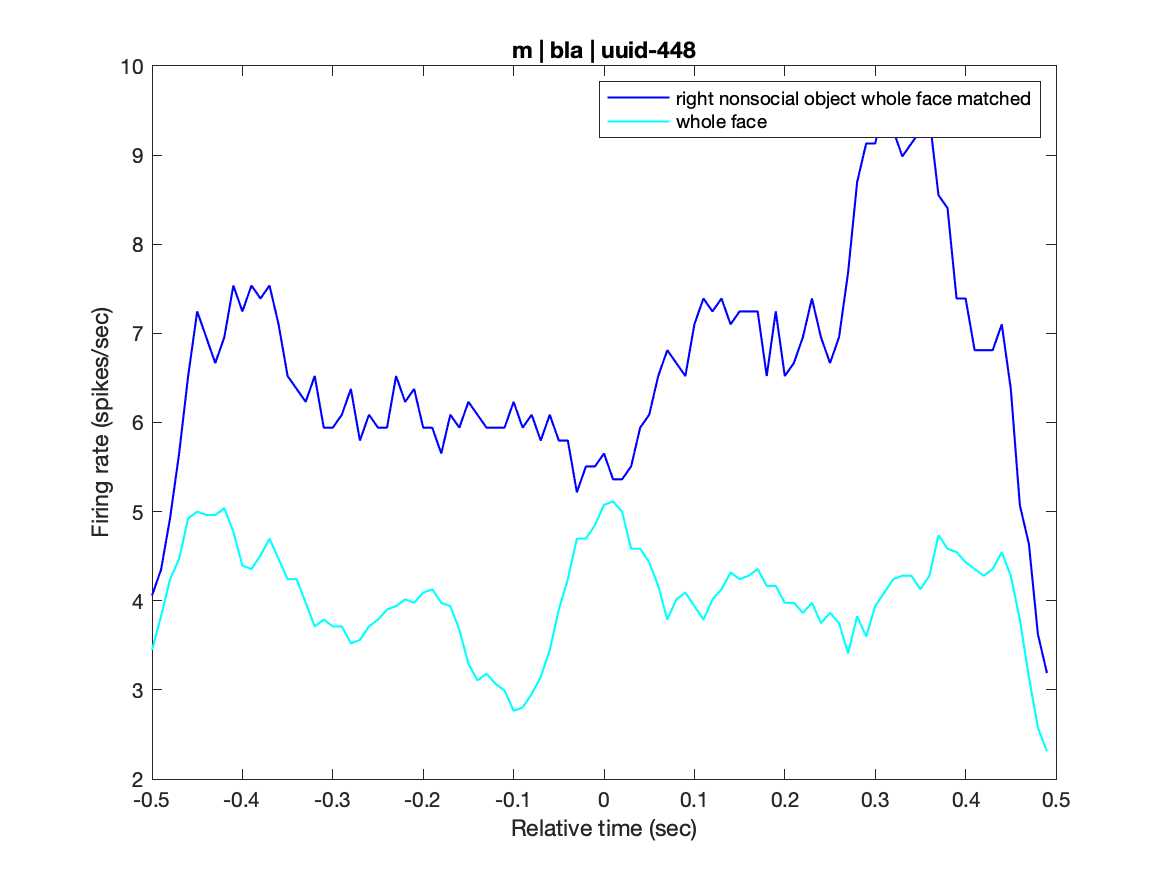 m | bla | uuid-448
right nonsocial object whole face matched
whole face
10
9
8
7
6
5
4
3
2
Firing rate (spikes/sec)
-0.5 -0.4 -0.3 -0.2 -0.1 0 0.1 0.2 0.3 0.4 0.5
Relative time (sec)